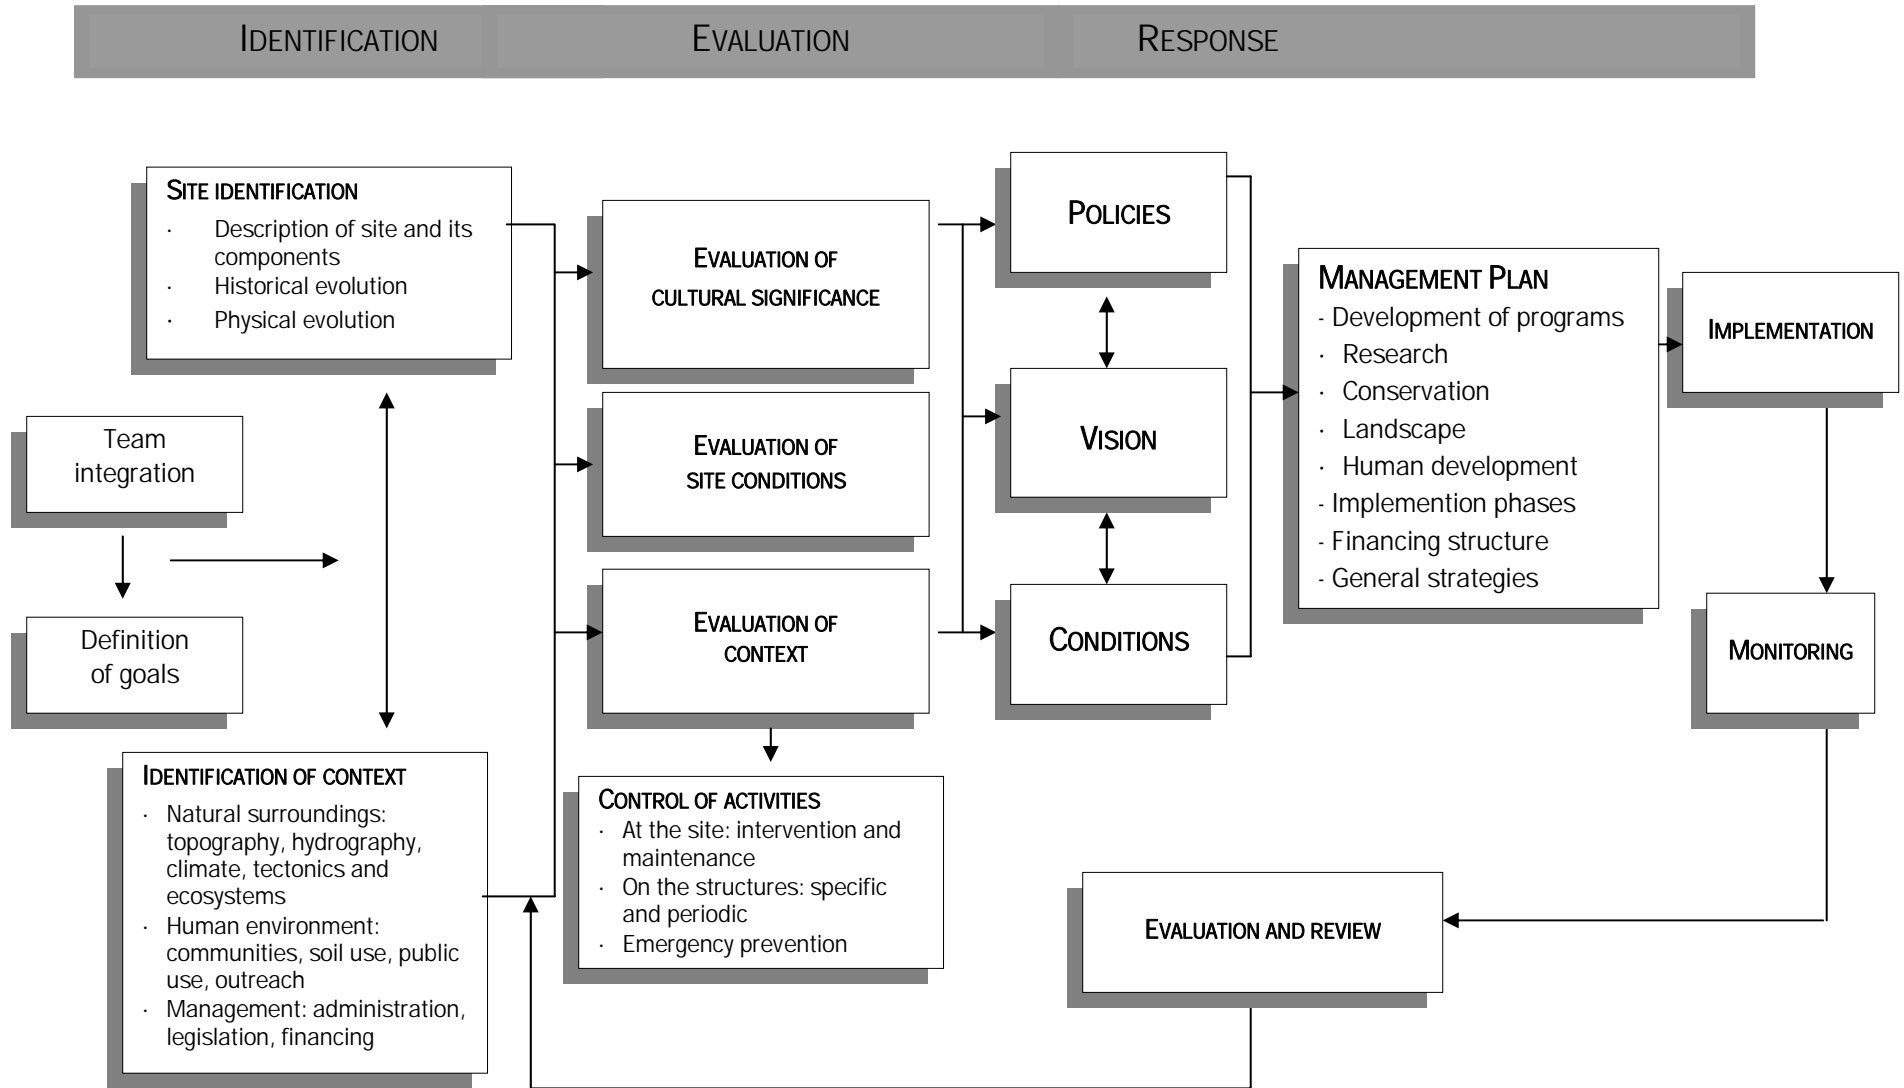 IDENTIFICATION
EVALUATION
RESPONSE
SITE IDENTIFICATION
· Description of site and its
components
· Historical evolution
· Physical evolution
Team
integration
Definition
of goals
IDENTIFICATION OF CONTEXT
· Natural surroundings:
topography, hydrography,
climate, tectonics and
ecosystems
· Human environment:
communities, soil use, public
use, outreach
· Management: administration,
legislation, financing
EVALUATION OF
CULTURAL SIGNIFICANCE
EVALUATION OF
SITE CONDITIONS
EVALUATION OF
CONTEXT
CONTROL OF ACTIVITIES
· At the site: intervention and
maintenance
· On the structures: specific
and periodic
· Emergency prevention
POLICIES
VISION
CONDITIONS
MANAGEMENT PLAN
- Development of programs
· Research
· Conservation
· Landscape
· Human development
- Implemention phases
- Financing structure
- General strategies
IMPLEMENTATION
MONITORING
EVALUATION AND REVIEW